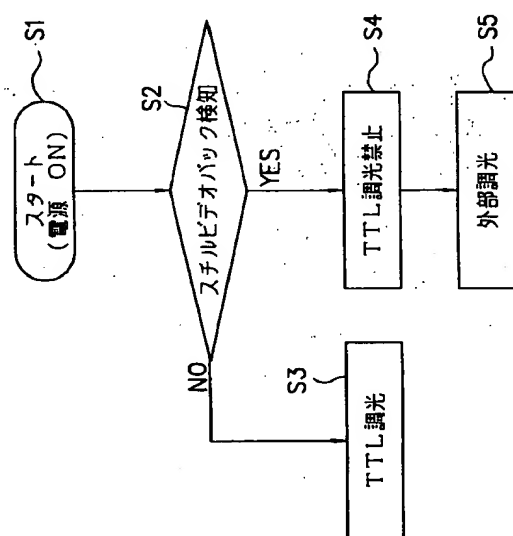 スタート
(電源 ON)
S1
スチルビデオバック検知
S2
YES
NO
TTL調光
S3
TTL調光禁止
S4
外部調光
S5